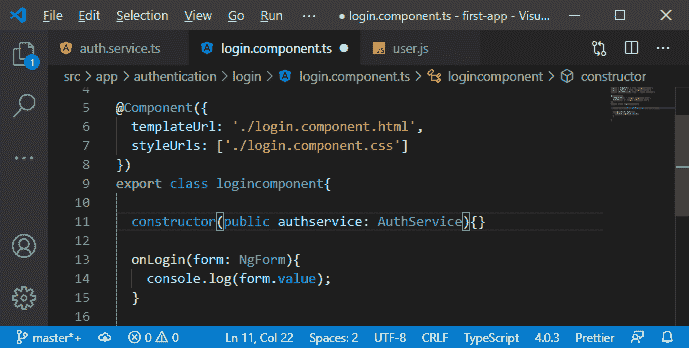 File Edit Selection View Go Run ··· login.component.ts - first-app - Visu...
auth.service.ts login.component.ts ● user.js ···
src > app > authentication > login > login.component.ts > logincomponent > constructor
4
5 @Component({
6 templateUrl: './login.component.html',
7 styleUrls: ['./login.component.css']
8 })
9 export class logincomponent{
10
11 constructor(public authservice: AuthService){}
12
13 onLogin(form: NgForm){
14 console.log(form.value);
15 }
16
1
master*+ 0 0 Ln 11, Col 22 Spaces: 2 UTF-8 CRLF TypeScript 4.0.3 Prettier